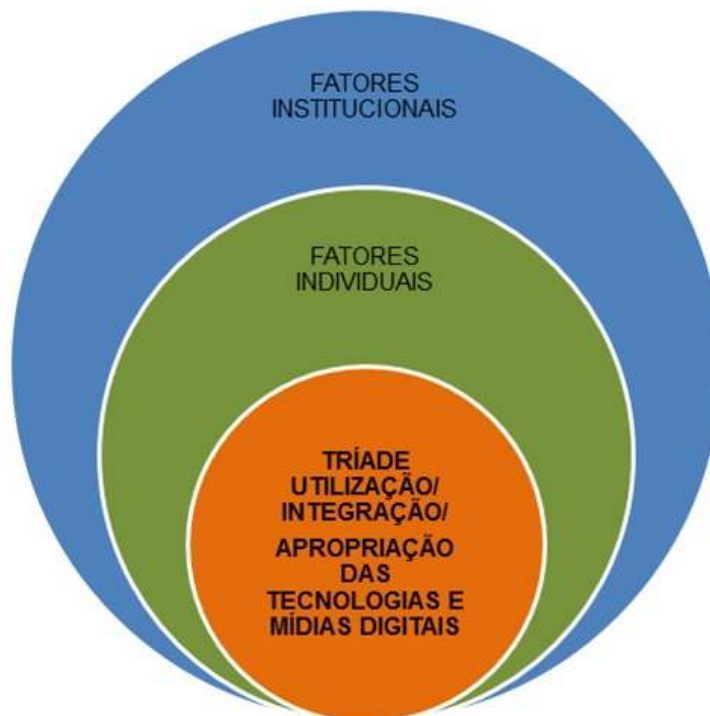 FATORES
INSTITUCIONAIS
FATORES
INDIVIDUAIS
TRÍADE
UTILIZAÇÃO/
INTEGRAÇÃO/
APROPRIAÇÃO
DAS
TECNOLOGIAS E
MÍDIAS DIGITAIS